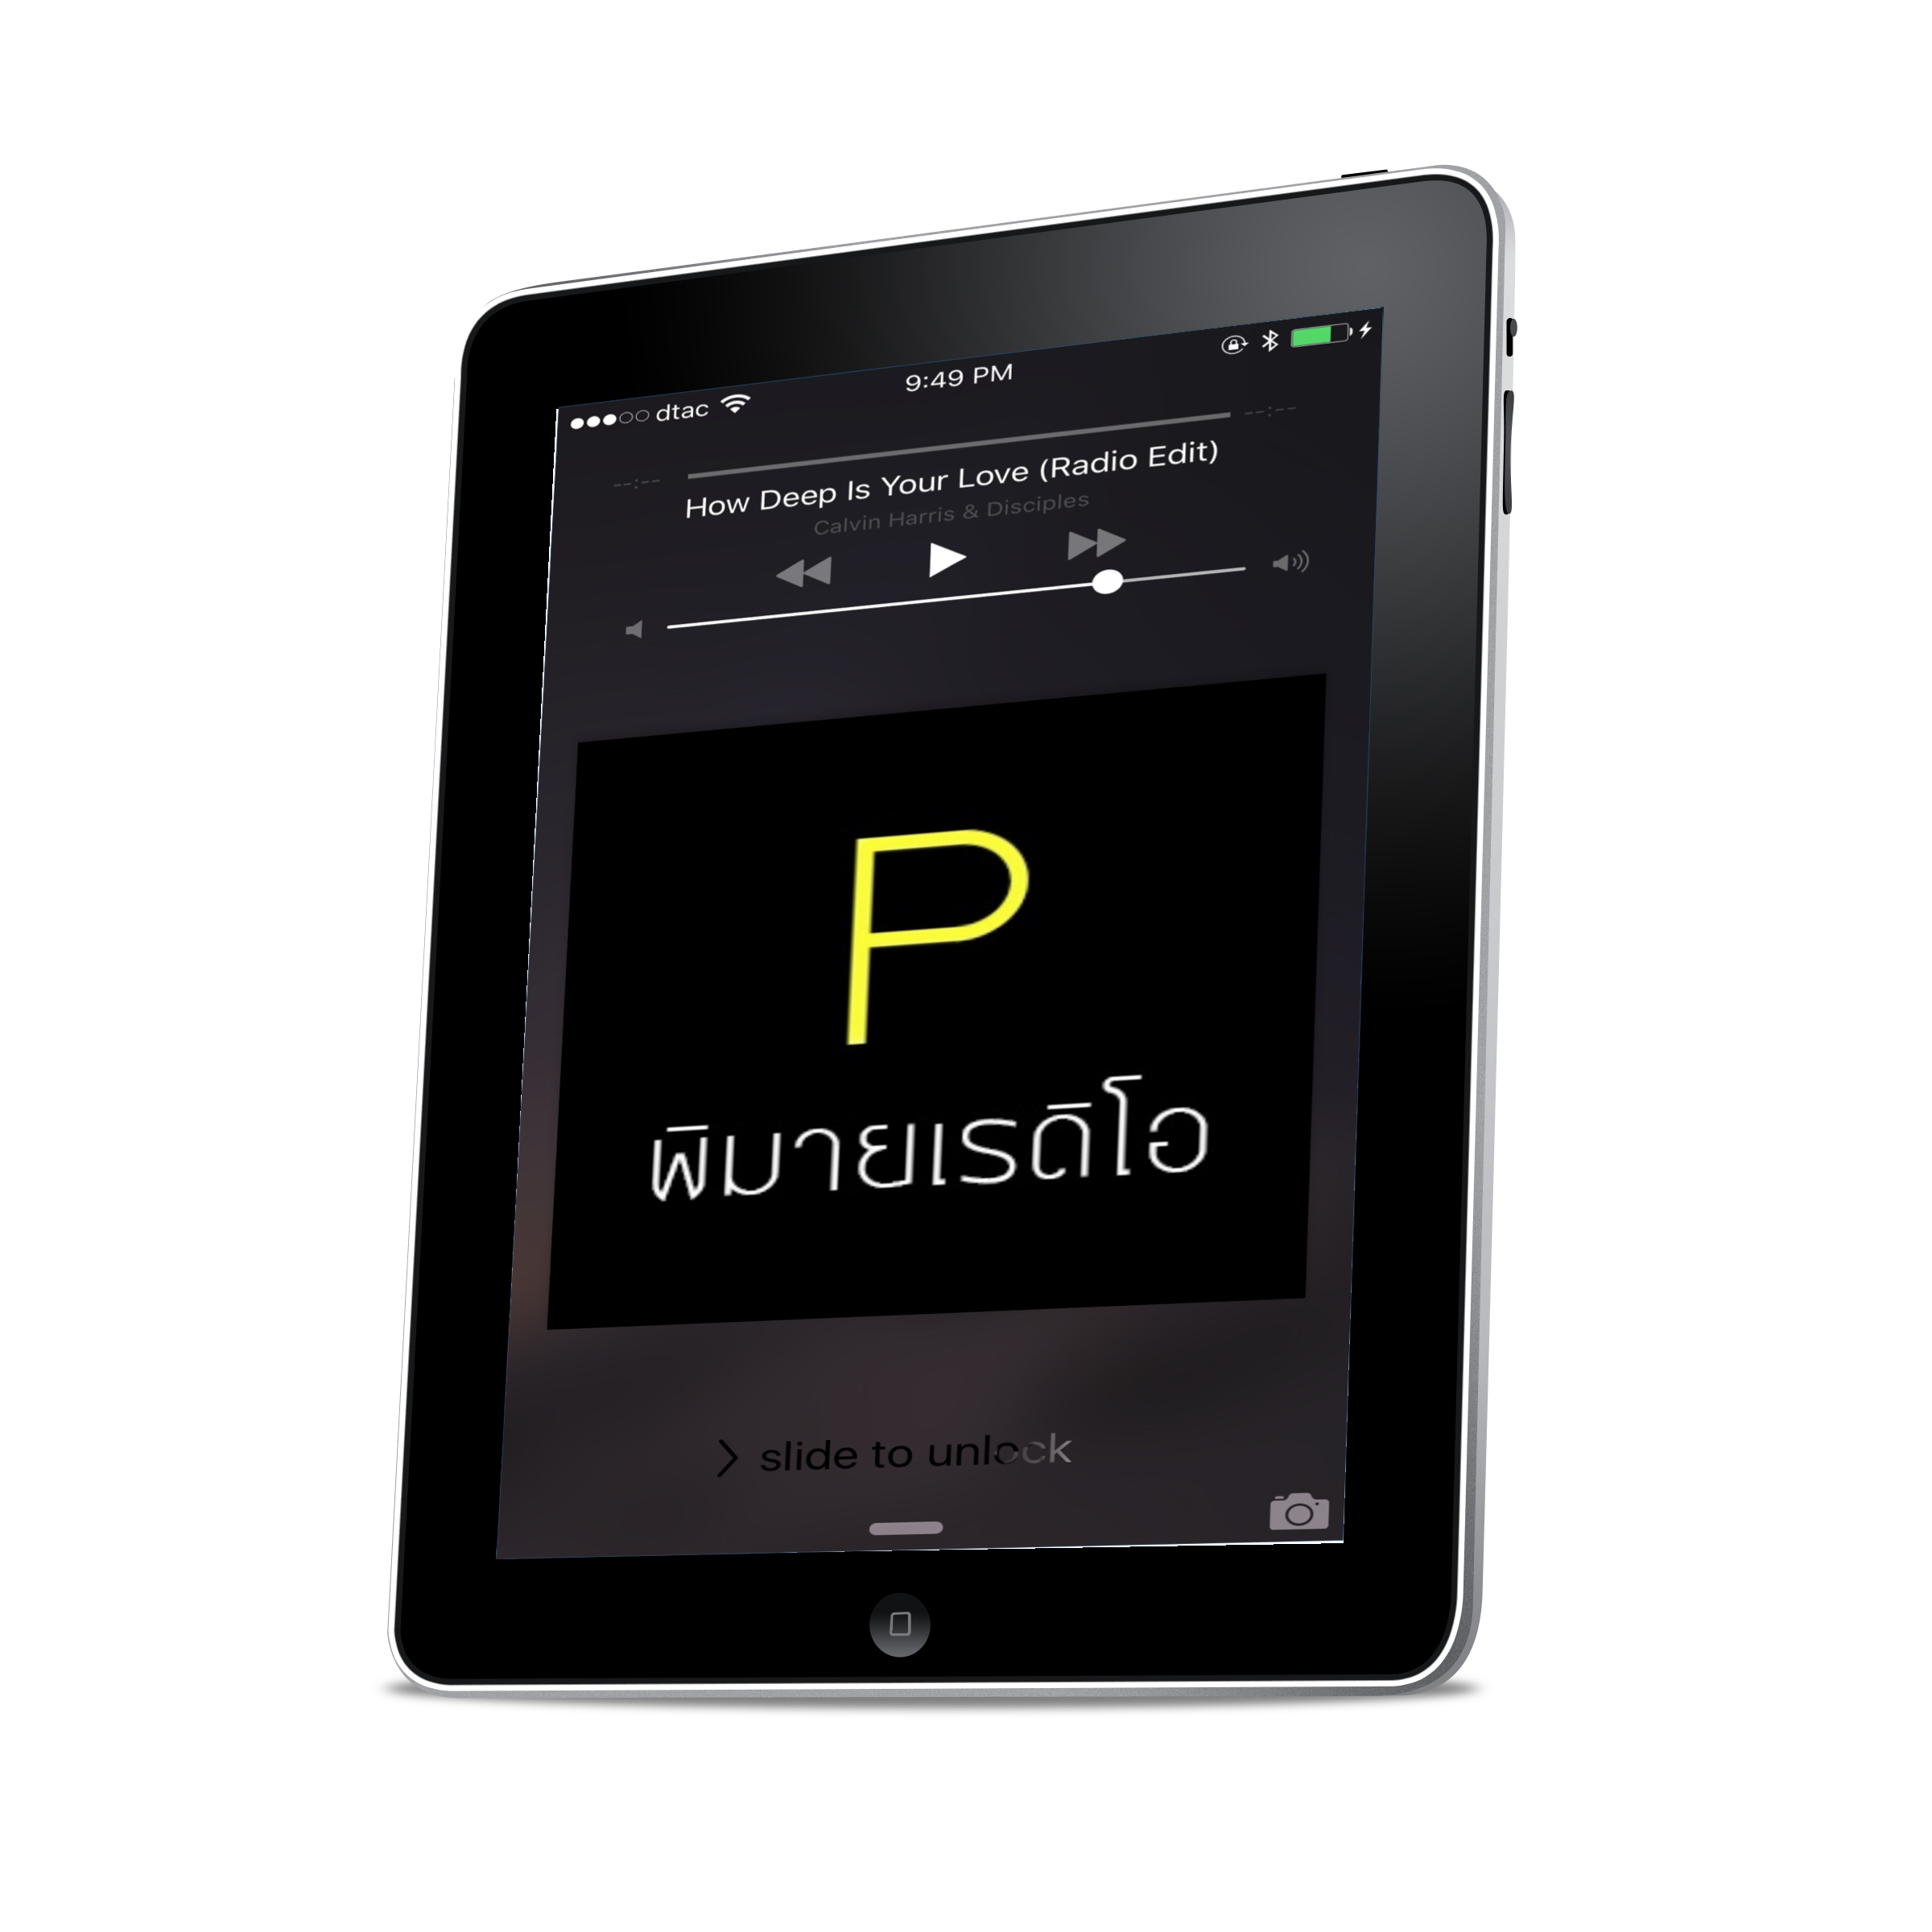 dtac
9:49 PM
--:--
--:--
How Deep Is Your Love (Radio Edit)
Calvin Harris & Disciples
P
พิมายเรดิโอ
slide to unlock